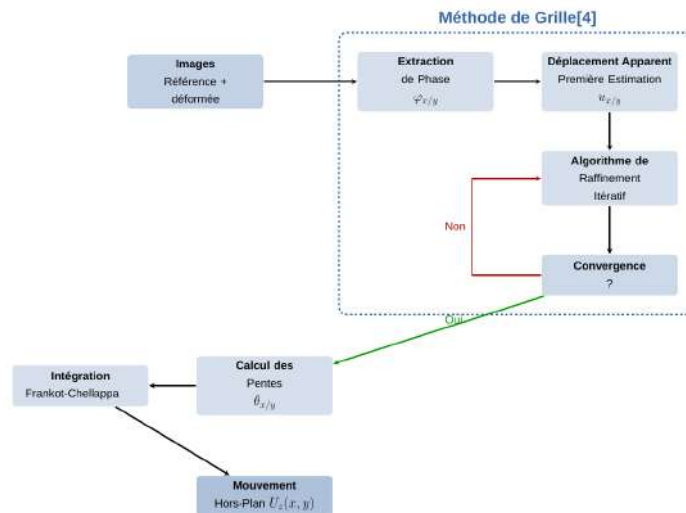 Méthode de Grille[4]
Images
Référence +
déformée
Extraction
de Phase
φx/y
Déplacement Apparent
Première Estimation
ux/y
Algorithme de
Raffinement
Itératif
Non
Convergence
?
Oui
Calcul des
Pentes
θx/y
Intégration
Frankot-Chellappa
Mouvement
Hors-Plan Uz(x, y)